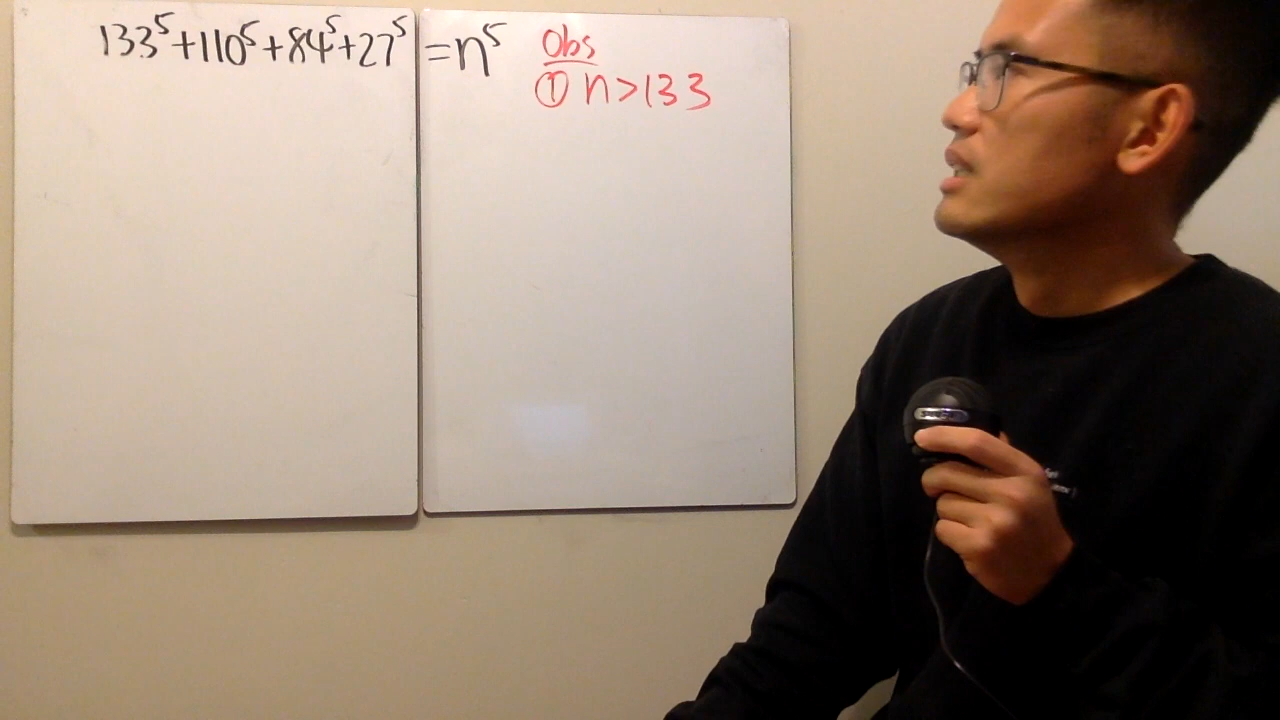 133⁵+110⁵+84⁵+27⁵ =n⁵
Obs
① n>133